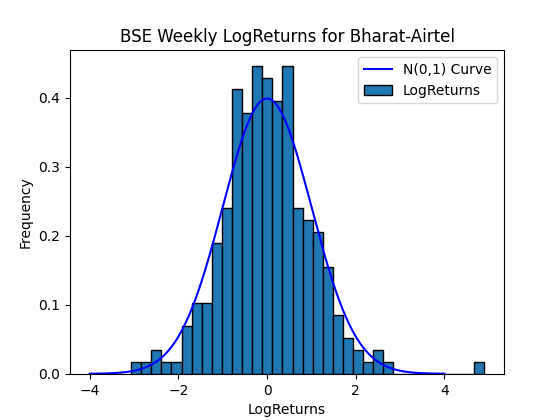 BSE Weekly LogReturns for Bharat-Airtel
N(0,1) Curve
LogReturns
Frequency
0.4
0.3
0.2
0.1
0.0
−4 −2 0 2 4
LogReturns